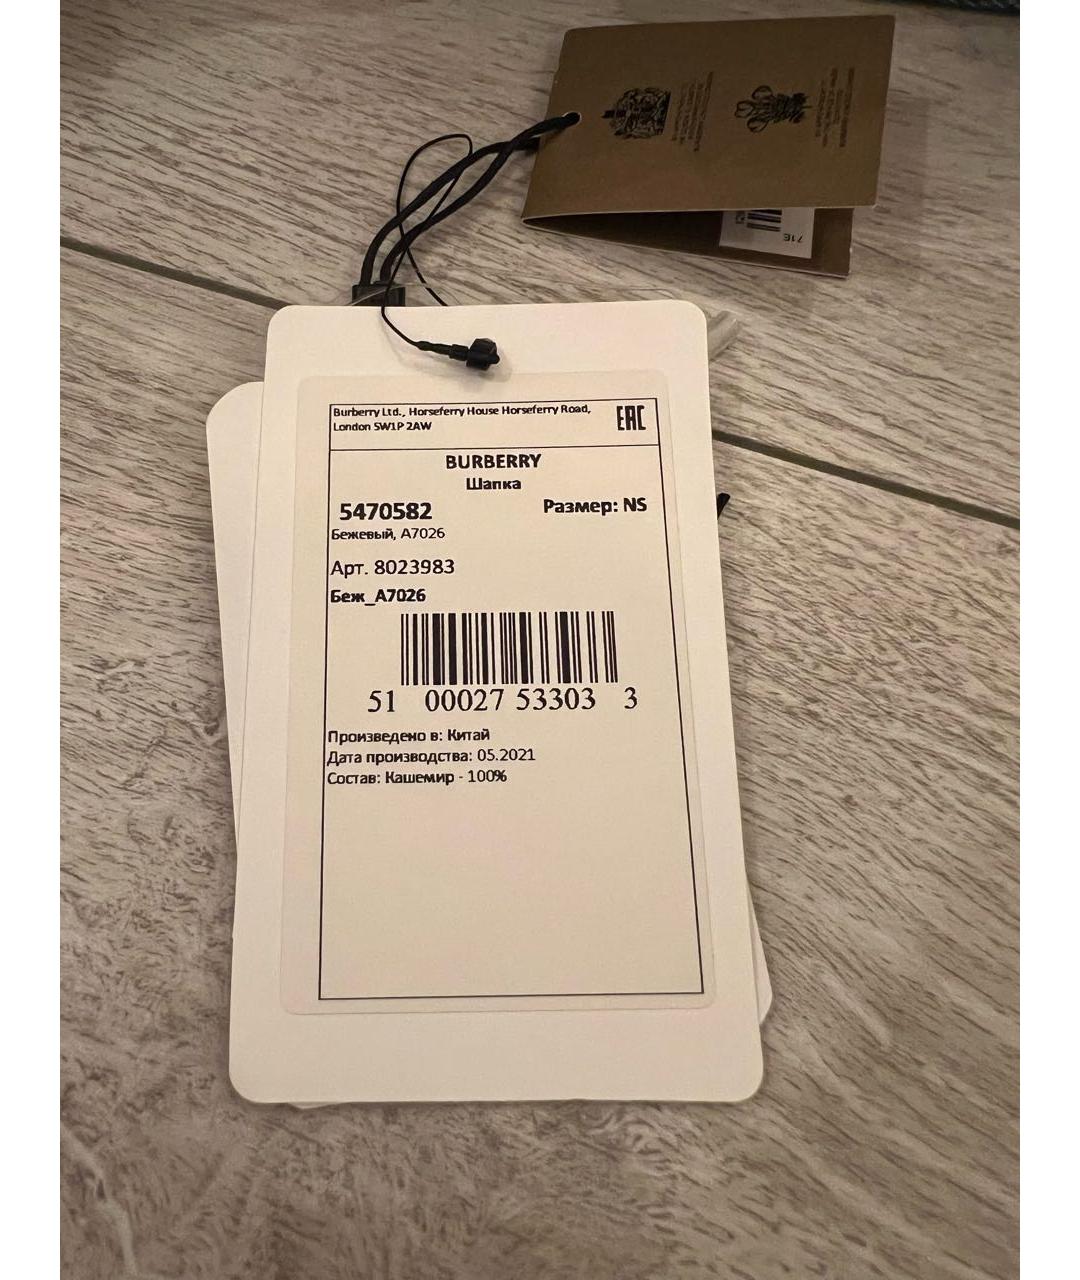 71E
Burberry Ltd., Horseferry House Horseferry Road,
London SW1P 2AW
EAC
BURBERRY
Шапка
5470582
Размер: NS
Бежевый, A7026
Арт. 8023983
Беж_A7026
51 00027 53303 3
Произведено в: Китай
Дата производства: 05.2021
Состав: Кашемир - 100%